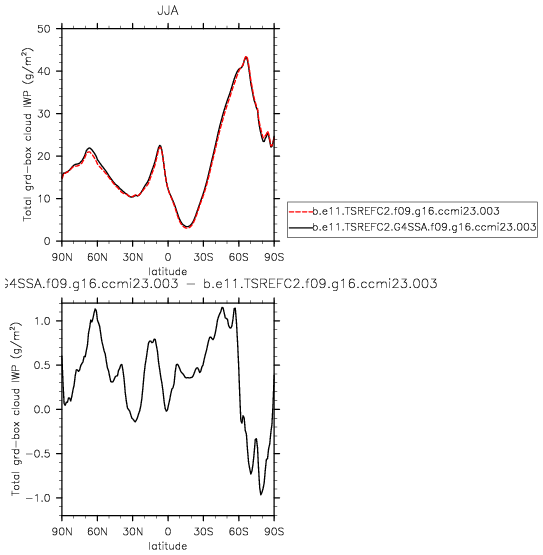 JJA
Total grd-box cloud IWP (g/m²)
50
40
30
20
10
0
90N 60N 30N 0 30S 60S 90S
latitude
b.e11.TSREFC2.f09.g16.ccmi23.003
b.e11.TSREFC2.G4SSA.f09.g16.ccmi23.003
G4SSA.f09.g16.ccmi23.003 - b.e11.TSREFC2.f09.g16.ccmi23.003
Total grd-box cloud IWP (g/m²)
1.0
0.5
0.0
-0.5
-1.0
90N 60N 30N 0 30S 60S 90S
latitude